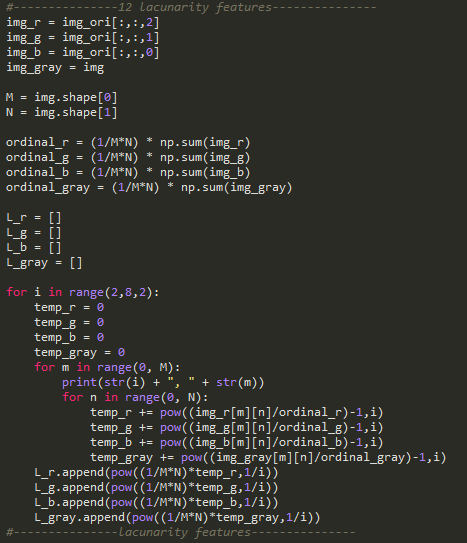 #---------------12 lacunarity features---------------
img_r = img_ori[:,:,2]
img_g = img_ori[:,:,1]
img_b = img_ori[:,:,0]
img_gray = img
M = img.shape[0]
N = img.shape[1]
ordinal_r = (1/M*N) * np.sum(img_r)
ordinal_g = (1/M*N) * np.sum(img_g)
ordinal_b = (1/M*N) * np.sum(img_b)
ordinal_gray = (1/M*N) * np.sum(img_gray)
L_r = []
L_g = []
L_b = []
L_gray = []
for i in range(2,8,2):
    temp_r = 0
    temp_g = 0
    temp_b = 0
    temp_gray = 0
    for m in range(0, M):
        print(str(i) + ", " + str(m))
        for n in range(0, N):
            temp_r += pow((img_r[m][n]/ordinal_r)-1,i)
            temp_g += pow((img_g[m][n]/ordinal_g)-1,i)
            temp_b += pow((img_b[m][n]/ordinal_b)-1,i)
            temp_gray += pow((img_gray[m][n]/ordinal_gray)-1,i)
    L_r.append(pow((1/M*N)*temp_r,1/i))
    L_g.append(pow((1/M*N)*temp_g,1/i))
    L_b.append(pow((1/M*N)*temp_b,1/i))
    L_gray.append(pow((1/M*N)*temp_gray,1/i))
#---------------lacunarity features---------------